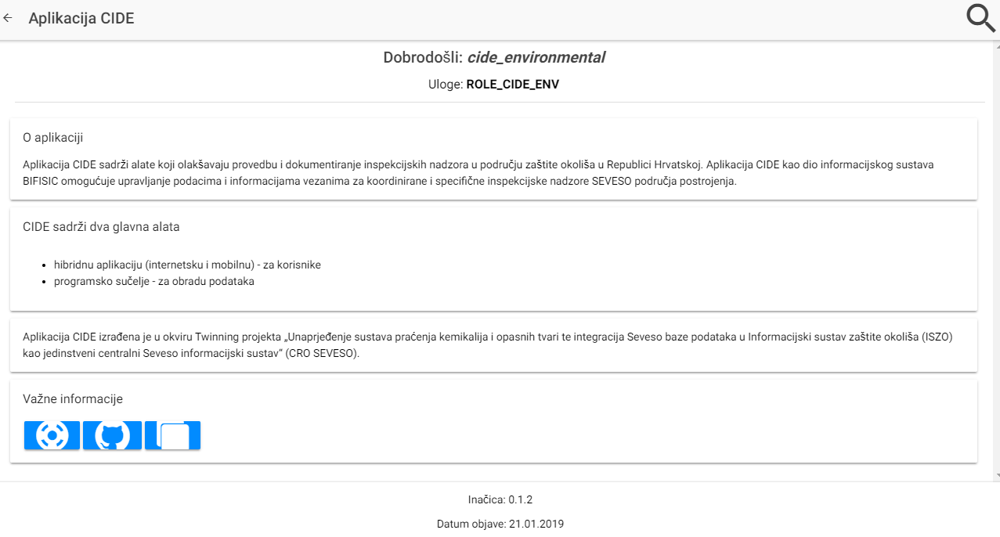 Aplikacija CIDE
Dobrodošli: cide_environmental
Uloge: ROLE_CIDE_ENV
O aplikaciji
Aplikacija CIDE sadrži alate koji olakšavaju provedbu i dokumentiranje inspekcijskih nadzora u području zaštite okoliša u Republici Hrvatskoj. Aplikacija CIDE kao dio informacijskog sustava
BIFISIC omogućuje upravljanje podacima i informacijama vezanima za koordinirane i specifične inspekcijske nadzore SEVESO područja postrojenja.
CIDE sadrži dva glavna alata
• hibridnu aplikaciju (internetsku i mobilnu) - za korisnike
• programsko sučelje - za obradu podataka
Aplikacija CIDE izrađena je u okviru Twinning projekta „Unaprjeđenje sustava praćenja kemikalija i opasnih tvari te integracija Seveso baze podataka u Informacijski sustav zaštite okoliša (ISZO)
kao jedinstveni centralni Seveso informacijski sustav“ (CRO SEVESO).
Važne informacije
Inačica: 0.1.2
Datum objave: 21.01.2019